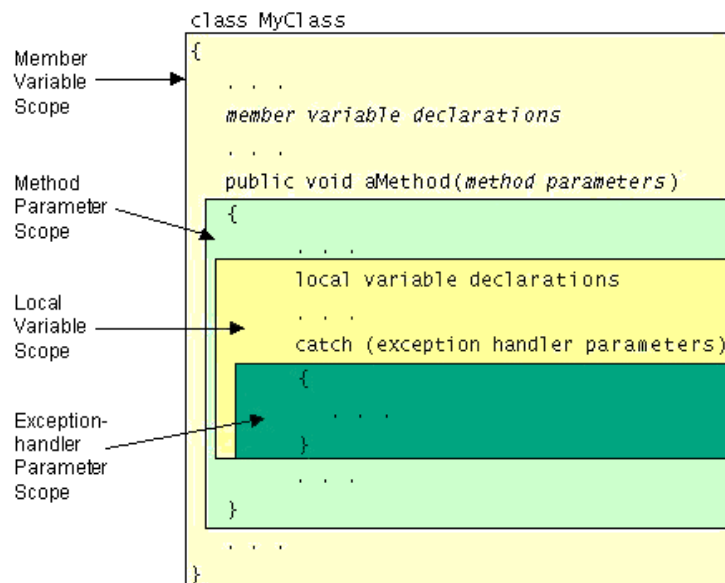 class MyClass
{
Member
Variable
Scope
. . .
member variable declarations
. . .
public void aMethod(method parameters)
Method
Parameter
Scope
{
. . .
local variable declarations
Local
Variable
Scope
. . .
catch (exception handler parameters)
{
. . .
Exception-
handler
Parameter
Scope
}
. . .
}
. . .
}